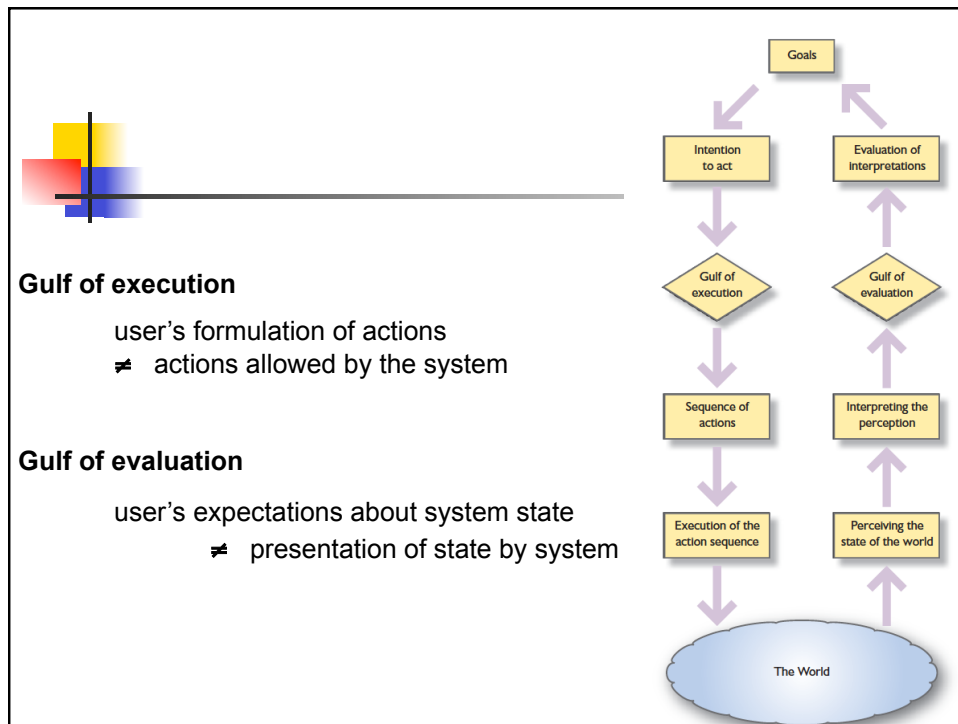 Gulf of execution
user's formulation of actions
≠ actions allowed by the system
Gulf of evaluation
user's expectations about system state
≠ presentation of state by system
Goals
Intention
to act
Gulf of
execution
Sequence of
actions
Execution of the
action sequence
The World
Perceiving the
state of the world
Interpreting the
perception
Gulf of
evaluation
Evaluation of
interpretations